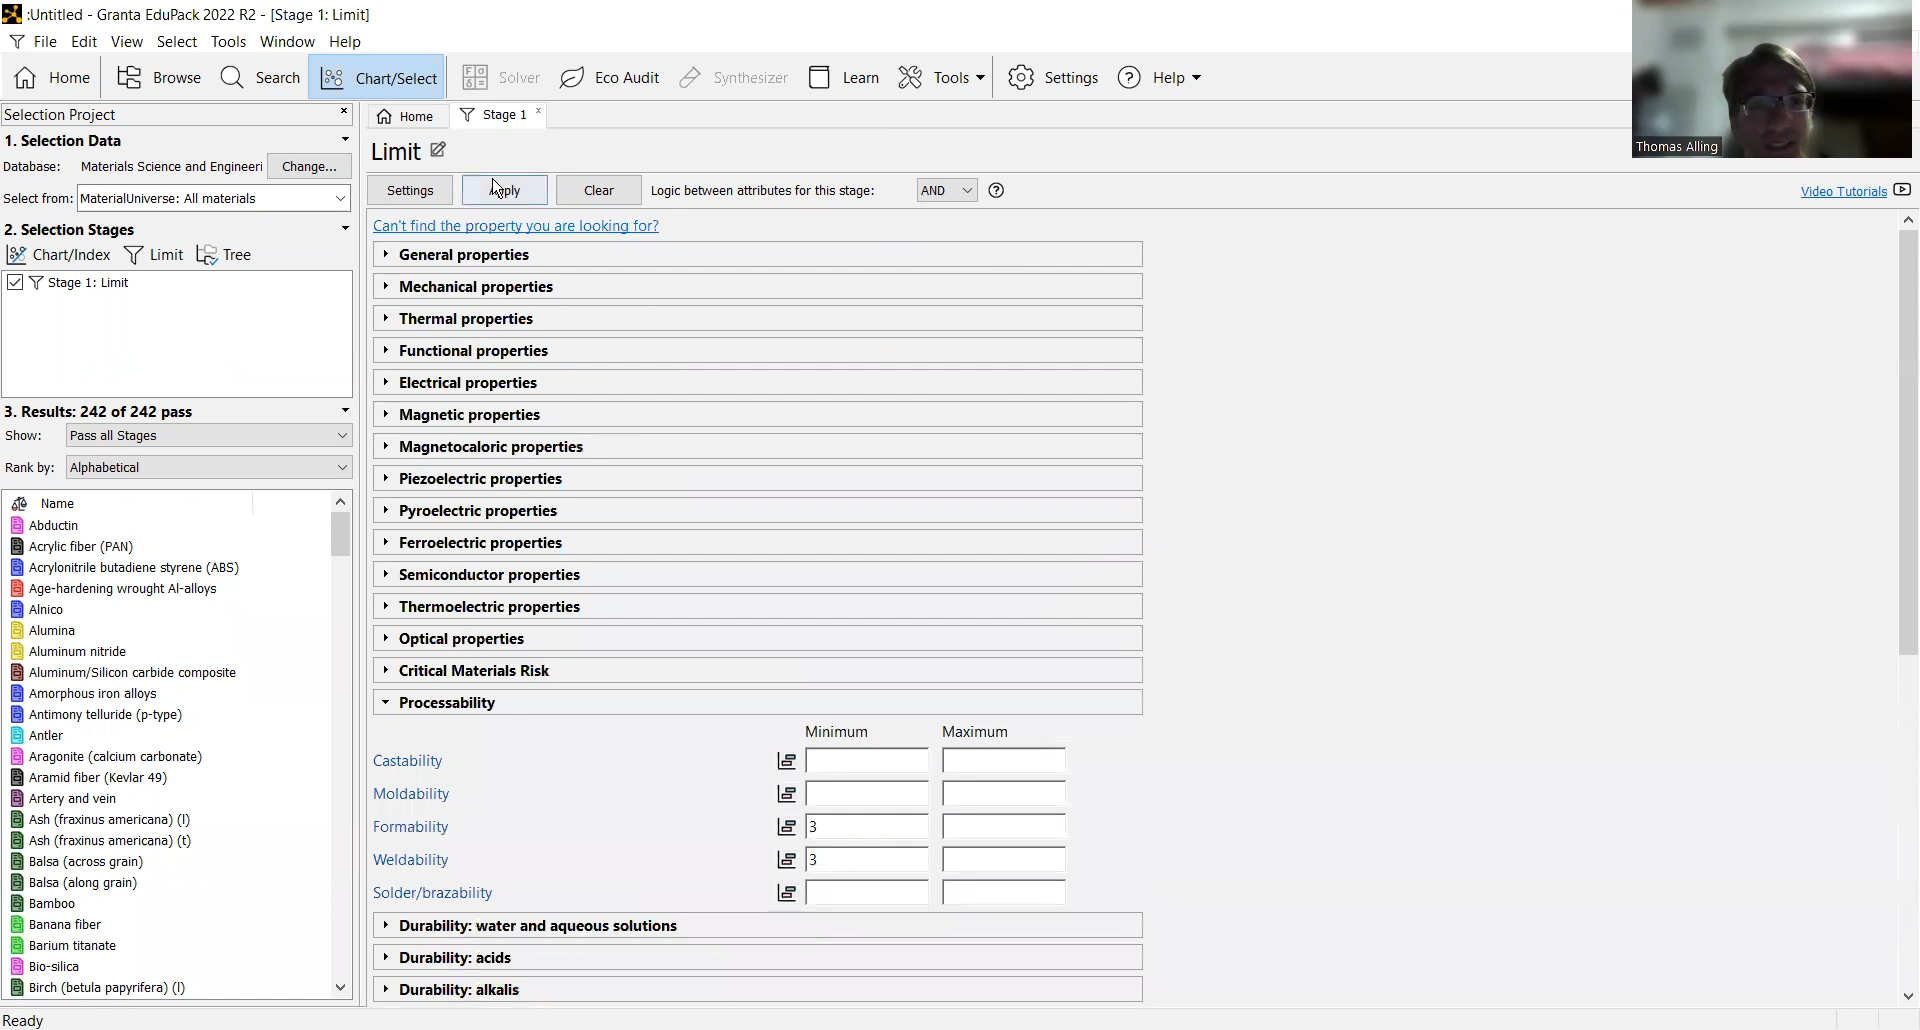 :Untitled - Granta EduPack 2022 R2 - [Stage 1: Limit]
File Edit View Select Tools Window Help
Home Browse Search Chart/Select Solver Eco Audit Synthesizer Learn Tools Settings Help
Thomas Alling
Selection Project
Home Stage 1
1. Selection Data
Database: Materials Science and Engineeri Change...
Select from: MaterialUniverse: All materials
2. Selection Stages
Chart/Index Limit Tree
Stage 1: Limit
3. Results: 242 of 242 pass
Show: Pass all Stages
Rank by: Alphabetical
Name
Abductin
Acrylic fiber (PAN)
Acrylonitrile butadiene styrene (ABS)
Age-hardening wrought Al-alloys
Alnico
Alumina
Aluminum nitride
Aluminum/Silicon carbide composite
Amorphous iron alloys
Antimony telluride (p-type)
Antler
Aragonite (calcium carbonate)
Aramid fiber (Kevlar 49)
Artery and vein
Ash (fraxinus americana) (l)
Ash (fraxinus americana) (t)
Balsa (across grain)
Balsa (along grain)
Bamboo
Banana fiber
Barium titanate
Bio-silica
Birch (betula papyrifera) (l)
Limit
Settings Apply Clear Logic between attributes for this stage: AND Video Tutorials
Can't find the property you are looking for?
General properties
Mechanical properties
Thermal properties
Functional properties
Electrical properties
Magnetic properties
Magnetocaloric properties
Piezoelectric properties
Pyroelectric properties
Ferroelectric properties
Semiconductor properties
Thermoelectric properties
Optical properties
Critical Materials Risk
Processability
Minimum Maximum
Castability
Moldability
Formability 3
Weldability 3
Solder/brazability
Durability: water and aqueous solutions
Durability: acids
Durability: alkalis
Ready